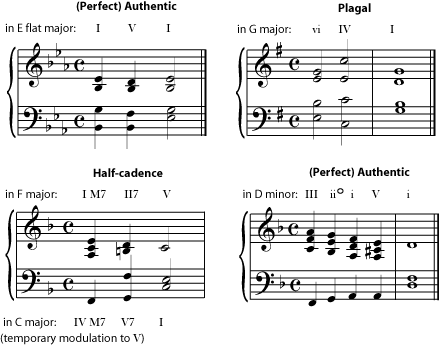 (Perfect) Authentic
in E flat major: I V I
Plagal
in G major: vi IV I
Half-cadence
in F major: I M7 II7 V
in C major: IV M7 V7 I
(temporary modulation to V)
(Perfect) Authentic
in D minor: III ii° i V i